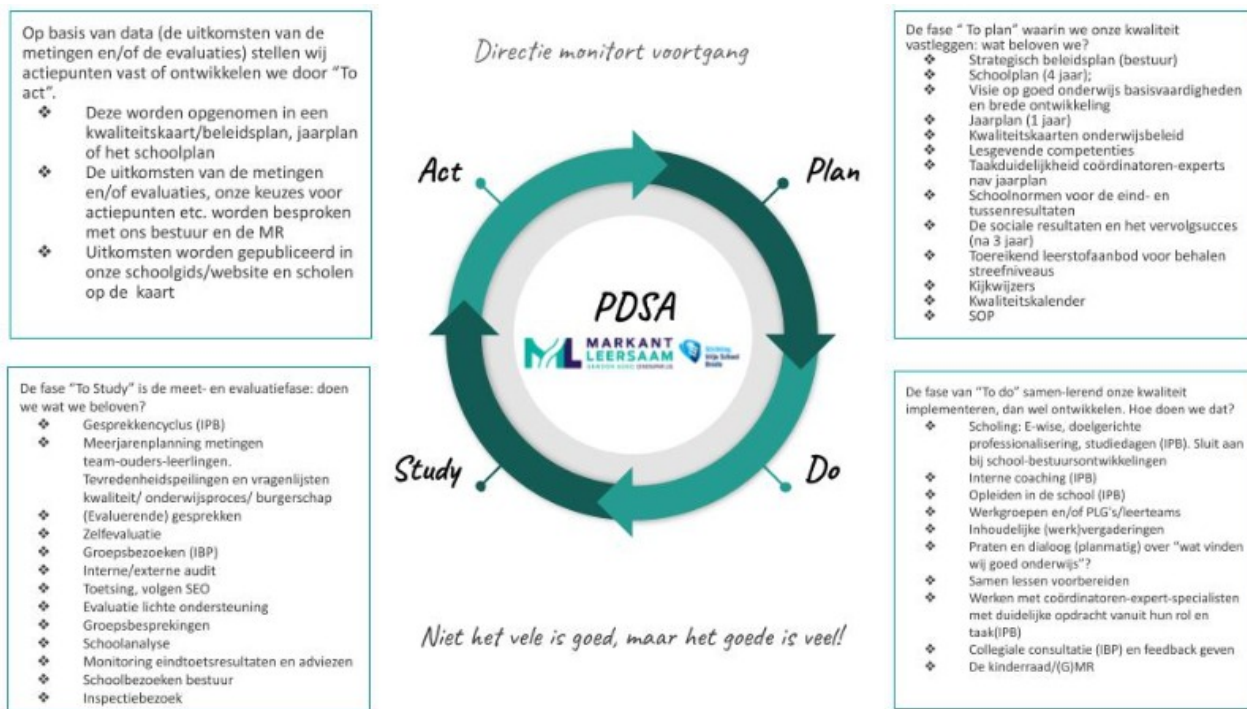 Op basis van data (de uitkomsten van de
metingen en/of de evaluaties) stellen wij
actiepunten vast of ontwikkelen we door "To
act".
❖ Deze worden opgenomen in een
kwaliteitskaart/beleidsplan, jaarplan
of het schoolplan
❖ De uitkomsten van de metingen
en/of evaluaties, onze keuzes voor
actiepunten etc. worden besproken
met ons bestuur en de MR
❖ Uitkomsten worden gepubliceerd in
onze schoolgids/website en scholen
op de kaart
Directie monitort voortgang
De fase " To plan" waarin we onze kwaliteit
vastleggen: wat beloven we?
❖ Strategisch beleidsplan (bestuur)
❖ Schoolplan (4 jaar);
❖ Visie op goed onderwijs basisvaardigheden
en brede ontwikkeling
❖ Jaarplan (1 jaar)
❖ Kwaliteitskaarten onderwijsbeleid
❖ Lesgevende competenties
❖ Taakduidelijkheid coördinatoren-experts
nav jaarplan
❖ Schoolnormen voor de eind- en
tussenresultaten
❖ De sociale resultaten en het vervolgsucces
(na 3 jaar)
❖ Toereikend leerstofaanbod voor behalen
streefniveaus
❖ Kijkwijzers
❖ Kwaliteitskalender
❖ SOP
Act
Plan
PDSA
ML MARKANT
LEERSAAM
Study
Do
De fase "To Study" is de meet- en evaluatiefase: doen
we wat we beloven?
❖ Gesprekkencyclus (IPB)
❖ Meerjarenplanning metingen
team-ouders-leerlingen.
Tevredenheidspeilingen en vragenlijsten
kwaliteit/ onderwijsproces/ burgerschap
❖ (Evaluerende) gesprekken
❖ Zelfevaluatie
❖ Groepsbezoeken (IBP)
❖ Interne/externe audit
❖ Toetsing, volgen SEO
❖ Evaluatie lichte ondersteuning
❖ Groepsbesprekingen
❖ Schoolanalyse
❖ Monitoring eindtoetsresultaten en adviezen
❖ Schoolbezoeken bestuur
❖ Inspectiebezoek
Niet het vele is goed, maar het goede is veel!
De fase van "To do" samen-lerend onze kwaliteit
implementeren, dan wel ontwikkelen. Hoe doen we dat?
❖ Scholing: E-wise, doelgerichte
professionalisering, studiedagen (IPB). Sluit aan
bij school-bestuursontwikkelingen
❖ Interne coaching (IPB)
❖ Opleiden in de school (IPB)
❖ Werkgroepen en/of PLG's/leerteams
❖ Inhoudelijke (werk)vergaderingen
❖ Praten en dialoog (planmatig) over "wat vinden
wij goed onderwijs"?
❖ Samen lessen voorbereiden
❖ Werken met coördinatoren-expert-specialisten
met duidelijke opdracht vanuit hun rol en
taak(IPB)
❖ Collegiale consultatie (IBP) en feedback geven
❖ De kinderraad/(G)MR